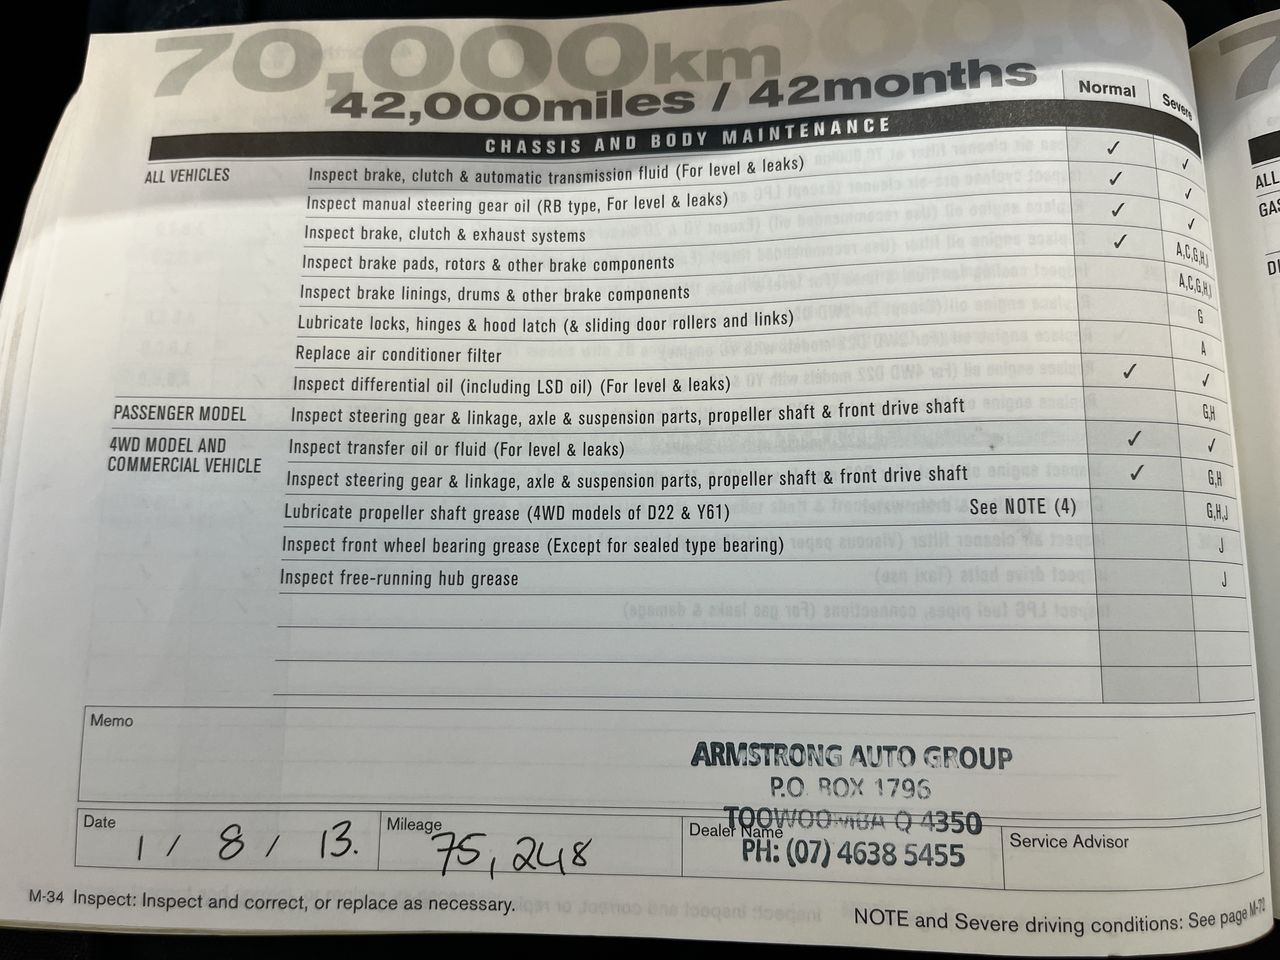 70,000km
42,000miles / 42months
Normal Severe
CHASSIS AND BODY MAINTENANCE
ALL VEHICLES Inspect brake, clutch & automatic transmission fluid (For level & leaks) ✓ ✓
Inspect manual steering gear oil (RB type, For level & leaks) ✓ ✓
Inspect brake, clutch & exhaust systems ✓ ✓
Inspect brake pads, rotors & other brake components ✓ A,C,G,H,I
Inspect brake linings, drums & other brake components A,C,G,H,I
Lubricate locks, hinges & hood latch (& sliding door rollers and links) G
Replace air conditioner filter A
Inspect differential oil (including LSD oil) (For level & leaks) ✓ ✓
PASSENGER MODEL Inspect steering gear & linkage, axle & suspension parts, propeller shaft & front drive shaft G,H
4WD MODEL AND
COMMERCIAL VEHICLE
Inspect transfer oil or fluid (For level & leaks) ✓ ✓
Inspect steering gear & linkage, axle & suspension parts, propeller shaft & front drive shaft ✓ G,H
Lubricate propeller shaft grease (4WD models of D22 & Y61) See NOTE (4) G,H,J
Inspect front wheel bearing grease (Except for sealed type bearing) J
Inspect free-running hub grease J
Memo
ARMSTRONG AUTO GROUP
P.O. BOX 1796
TOOWOOMBA Q 4350
PH: (07) 4638 5455
Date 1 / 8 / 13.
Mileage 75,248
Dealer Name
Service Advisor
M-34 Inspect: Inspect and correct, or replace as necessary.
NOTE and Severe driving conditions: See page M-72
7
ALL
GAS